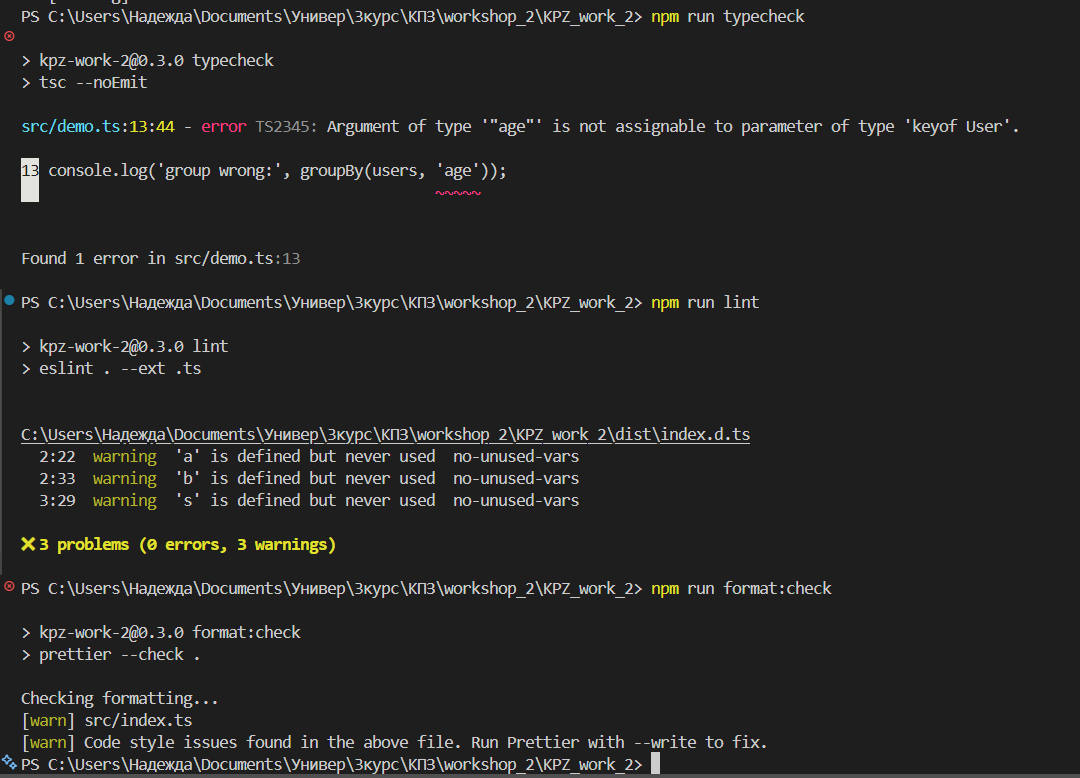 PS C:\Users\Надежда\Documents\Универ\3курс\КПЗ\workshop_2\KPZ_work_2> npm run typecheck
> kpz-work-2@0.3.0 typecheck
> tsc --noEmit
src/demo.ts:13:44 - error TS2345: Argument of type '"age"' is not assignable to parameter of type 'keyof User'.
13 console.log('group wrong:', groupBy(users, 'age'));
~~~~~
Found 1 error in src/demo.ts:13
PS C:\Users\Надежда\Documents\Универ\3курс\КПЗ\workshop_2\KPZ_work_2> npm run lint
> kpz-work-2@0.3.0 lint
> eslint . --ext .ts
C:\Users\Надежда\Documents\Универ\3курс\КПЗ\workshop_2\KPZ_work_2\dist\index.d.ts
2:22 warning 'a' is defined but never used no-unused-vars
2:33 warning 'b' is defined but never used no-unused-vars
3:29 warning 's' is defined but never used no-unused-vars
✖ 3 problems (0 errors, 3 warnings)
PS C:\Users\Надежда\Documents\Универ\3курс\КПЗ\workshop_2\KPZ_work_2> npm run format:check
> kpz-work-2@0.3.0 format:check
> prettier --check .
Checking formatting...
[warn] src/index.ts
[warn] Code style issues found in the above file. Run Prettier with --write to fix.
PS C:\Users\Надежда\Documents\Универ\3курс\КПЗ\workshop_2\KPZ_work_2>